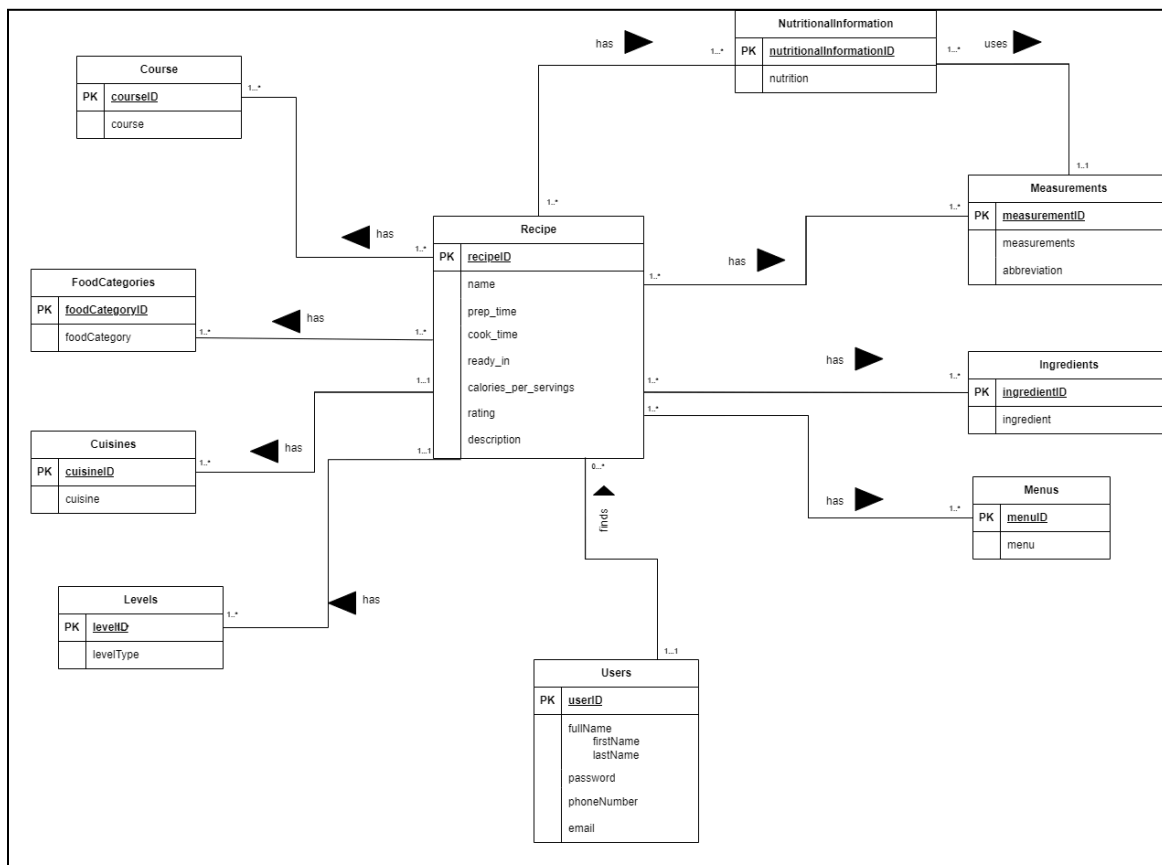 NutritionalInformation
has
uses
1...*
PK nutritionalInformationID
1...*
nutrition
Course
1...*
PK courseID
course
1..1
Measurements
1..*
PK measurementID
measurements
abbreviation
1..*
Recipe
has
1..*
PK recipeID
has
1..*
name
prep_time
cook_time
ready_in
calories_per_servings
rating
description
FoodCategories
PK foodCategoryID
has
1..*
1..*
foodCategory
has
Ingredients
1..*
1..*
PK ingredientID
ingredient
1...1
Cuisines
has
1..*
PK cuisineID
cuisine
1..*
1...1
0...*
finds
Menus
has
1..*
PK menuID
menu
Levels
has
1..*
PK levelID
levelType
1...1
Users
PK userID
fullName
firstName
lastName
password
phoneNumber
email